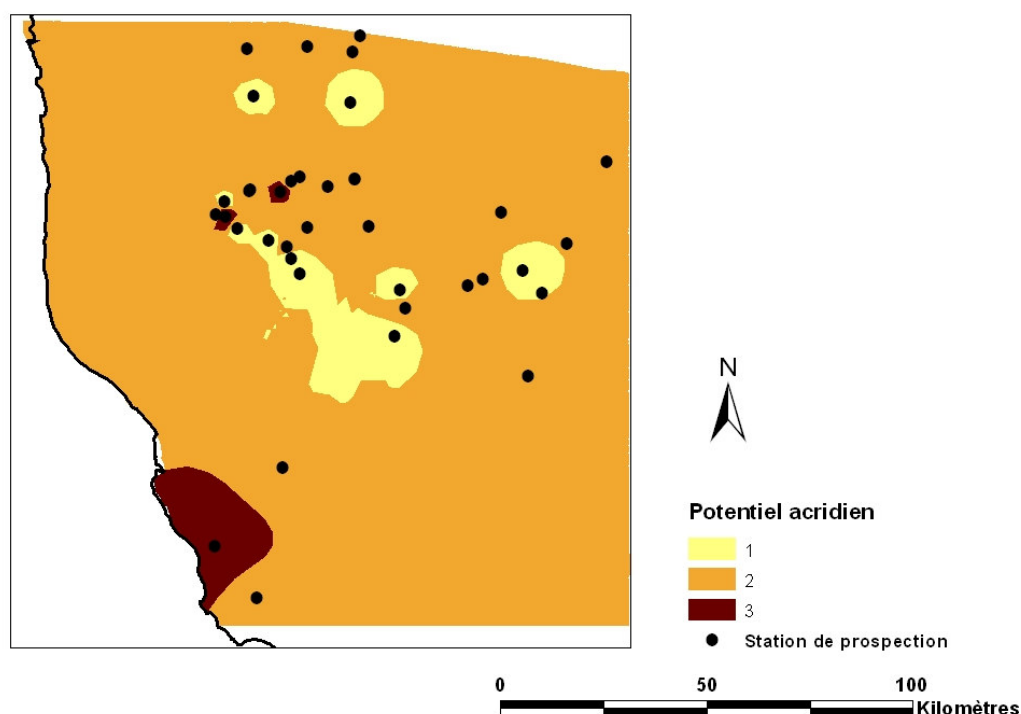 N
Potentiel acridien
1
2
3
Station de prospection
0 50 100
Kilomètres